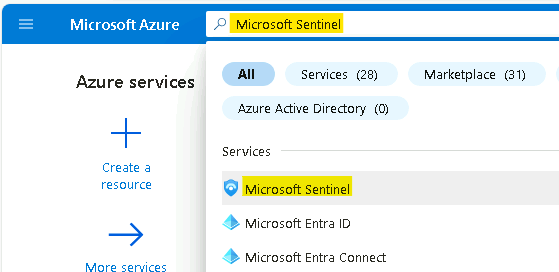 Microsoft Azure
Microsoft Sentinel
All
Services (28)
Marketplace (31)
Azure Active Directory (0)
Azure services
Create a
resource
More services
Services
Microsoft Sentinel
Microsoft Entra ID
Microsoft Entra Connect